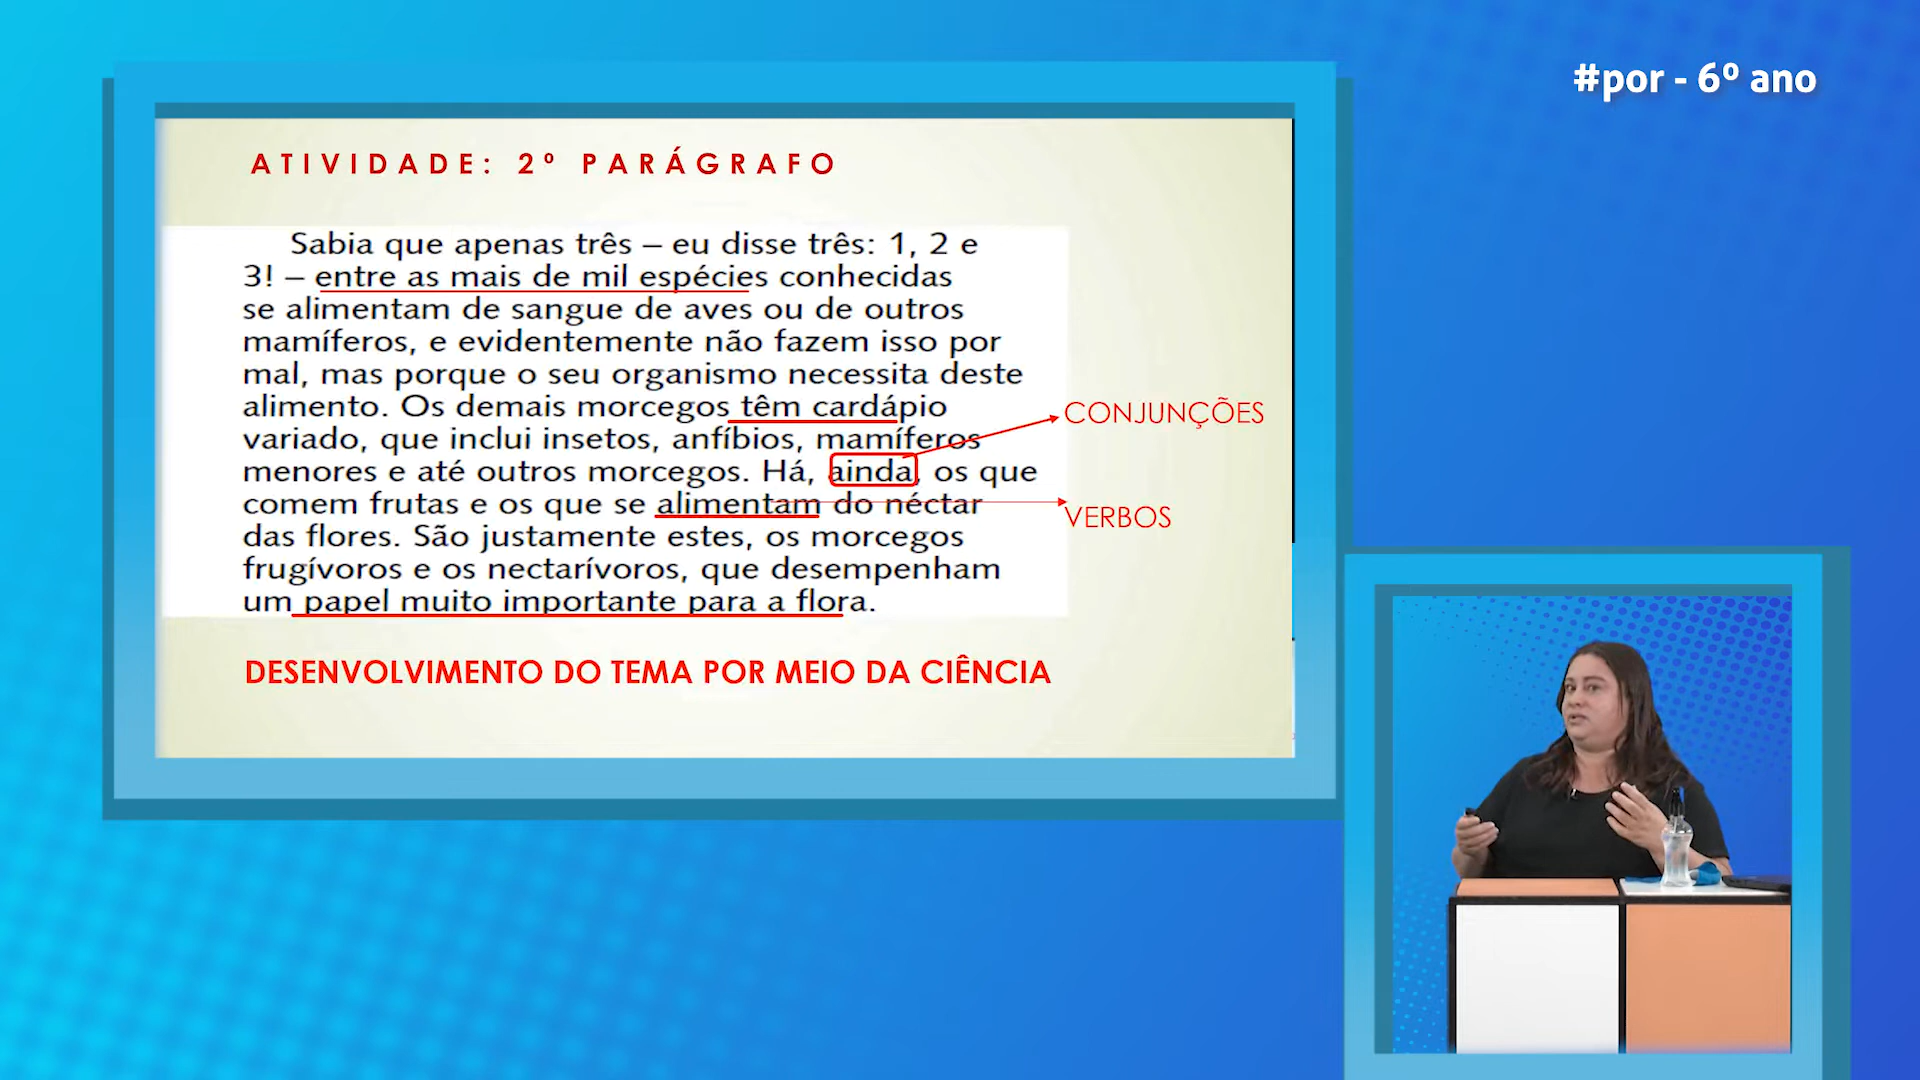 #por - 6º ano
ATIVIDADE: 2º PARÁGRAFO
Sabia que apenas três – eu disse três: 1, 2 e
3! – entre as mais de mil espécies conhecidas
se alimentam de sangue de aves ou de outros
mamíferos, e evidentemente não fazem isso por
mal, mas porque o seu organismo necessita deste
alimento. Os demais morcegos têm cardápio
variado, que inclui insetos, anfíbios, mamíferos
menores e até outros morcegos. Há, ainda, os que
comem frutas e os que se alimentam do néctar
das flores. São justamente estes, os morcegos
frugívoros e os nectarívoros, que desempenham
um papel muito importante para a flora.
CONJUNÇÕES
VERBOS
DESENVOLVIMENTO DO TEMA POR MEIO DA CIÊNCIA